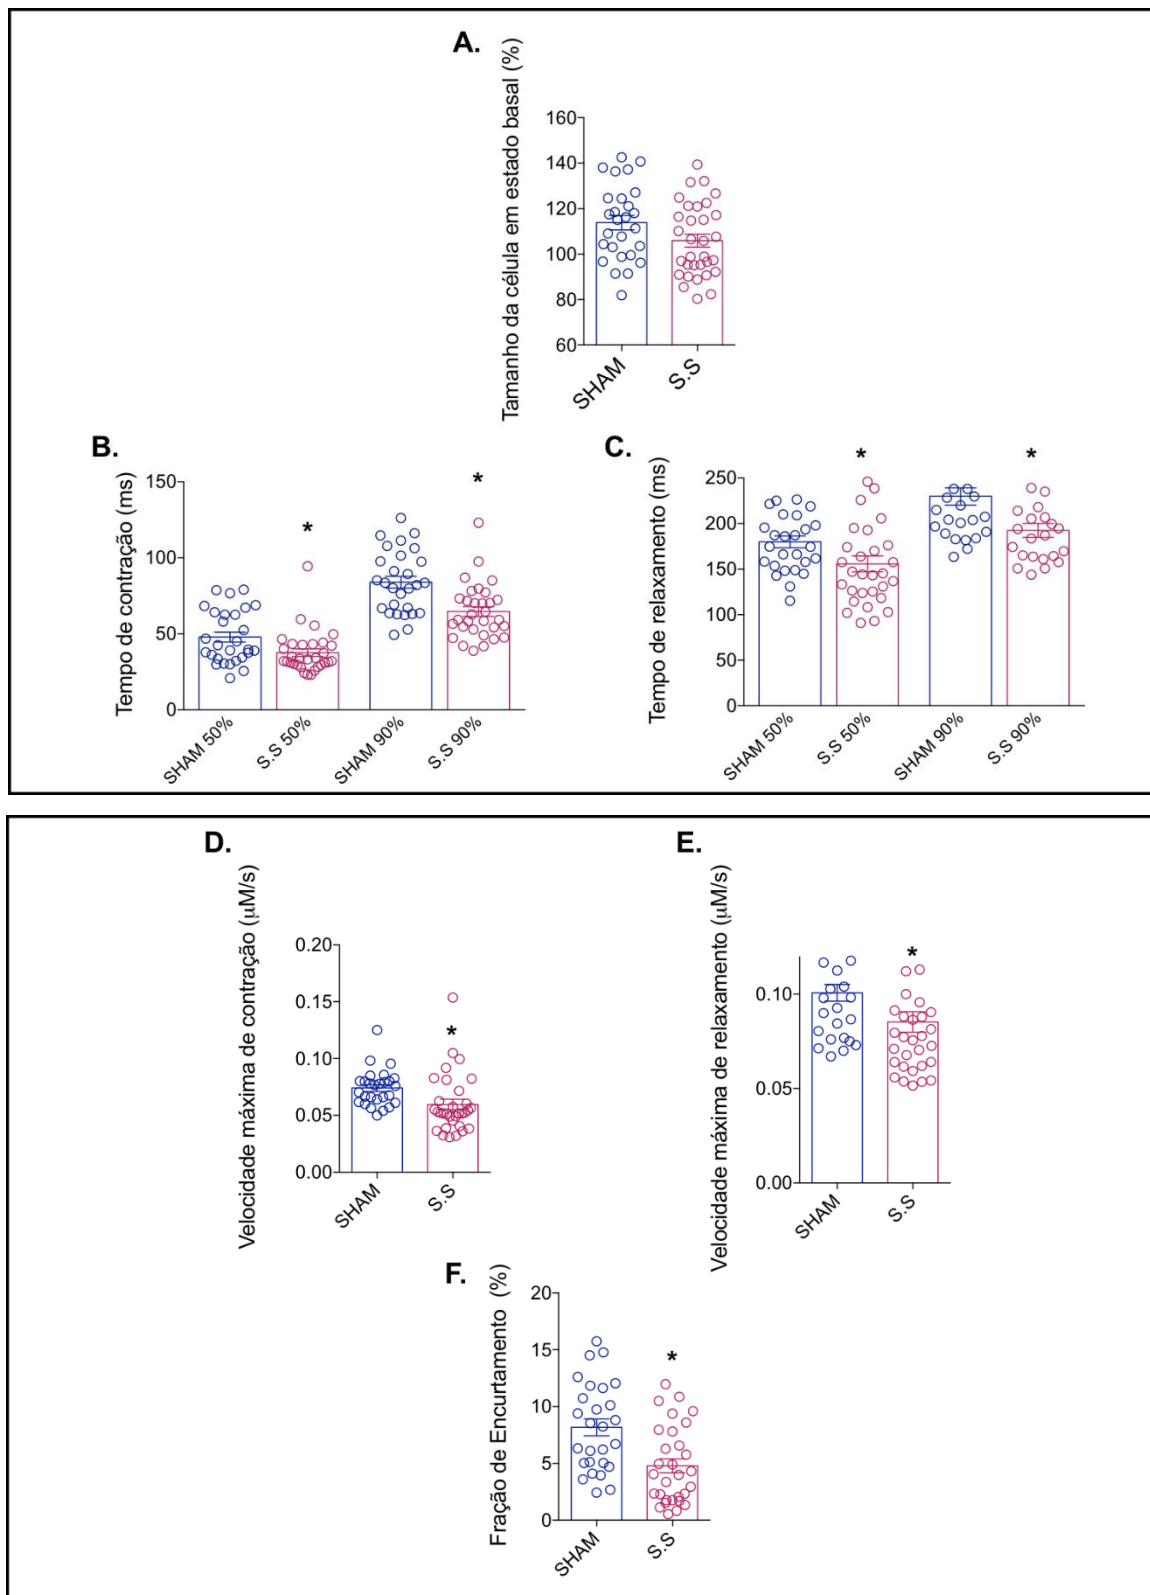 A.
Tamanho da célula em estado basal (%)
160
140
120
100
80
60
SHAM
S.S
B.
Tempo de contração (ms)
150
100
50
0
*
*
SHAM 50%
S.S 50%
SHAM 90%
S.S 90%
C.
Tempo de relaxamento (ms)
250
200
150
100
50
0
*
*
SHAM 50%
S.S 50%
SHAM 90%
S.S 90%
D.
Velocidade máxima de contração (μM/s)
0.20
0.15
0.10
0.05
0.00
*
SHAM
S.S
E.
Velocidade máxima de relaxamento (μM/s)
0.10
0.05
0.00
*
SHAM
S.S
F.
Fração de Encurtamento (%)
20
15
10
5
0
*
SHAM
S.S